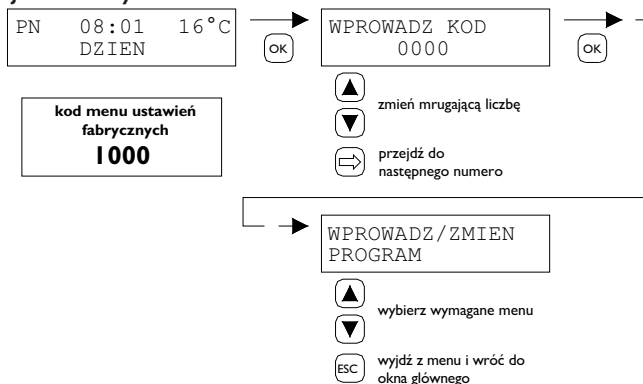 PN 08:01 16°C
DZIEN
OK
WPROWADZ KOD
0000
OK
kod menu ustawień
fabrycznych
1000
zmień mrugającą liczbę
przejdź do
następnego numero
WPROWADZ/ZMIEN
PROGRAM
wybierz wymagane menu
ESC
wyjdź z menu i wróć do
okna głównego